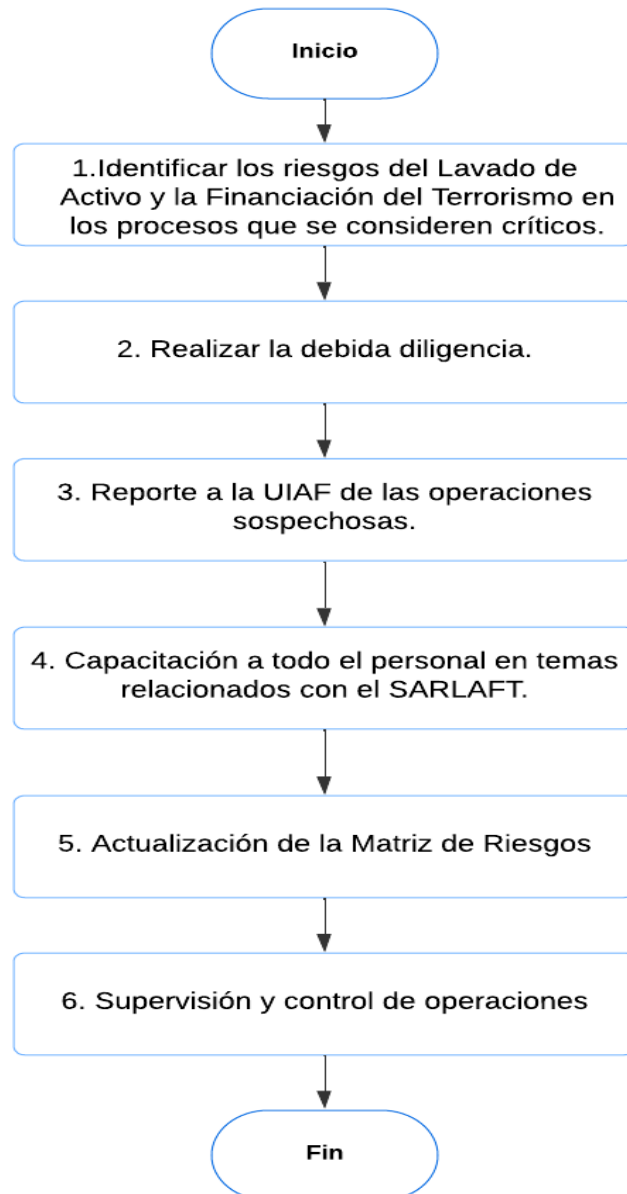 Inicio
1.Identificar los riesgos del Lavado de
Activo y la Financiación del Terrorismo en
los procesos que se consideren críticos.
2. Realizar la debida diligencia.
3. Reporte a la UIAF de las operaciones
sospechosas.
4. Capacitación a todo el personal en temas
relacionados con el SARLAFT.
5. Actualización de la Matriz de Riesgos
6. Supervisión y control de operaciones
Fin